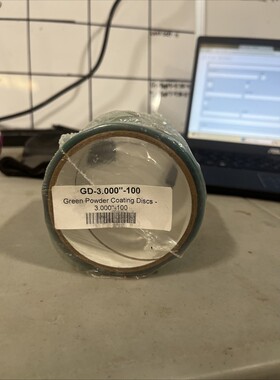 GD-3.000"-100
Green Powder Coating Discs -
3.000"-100